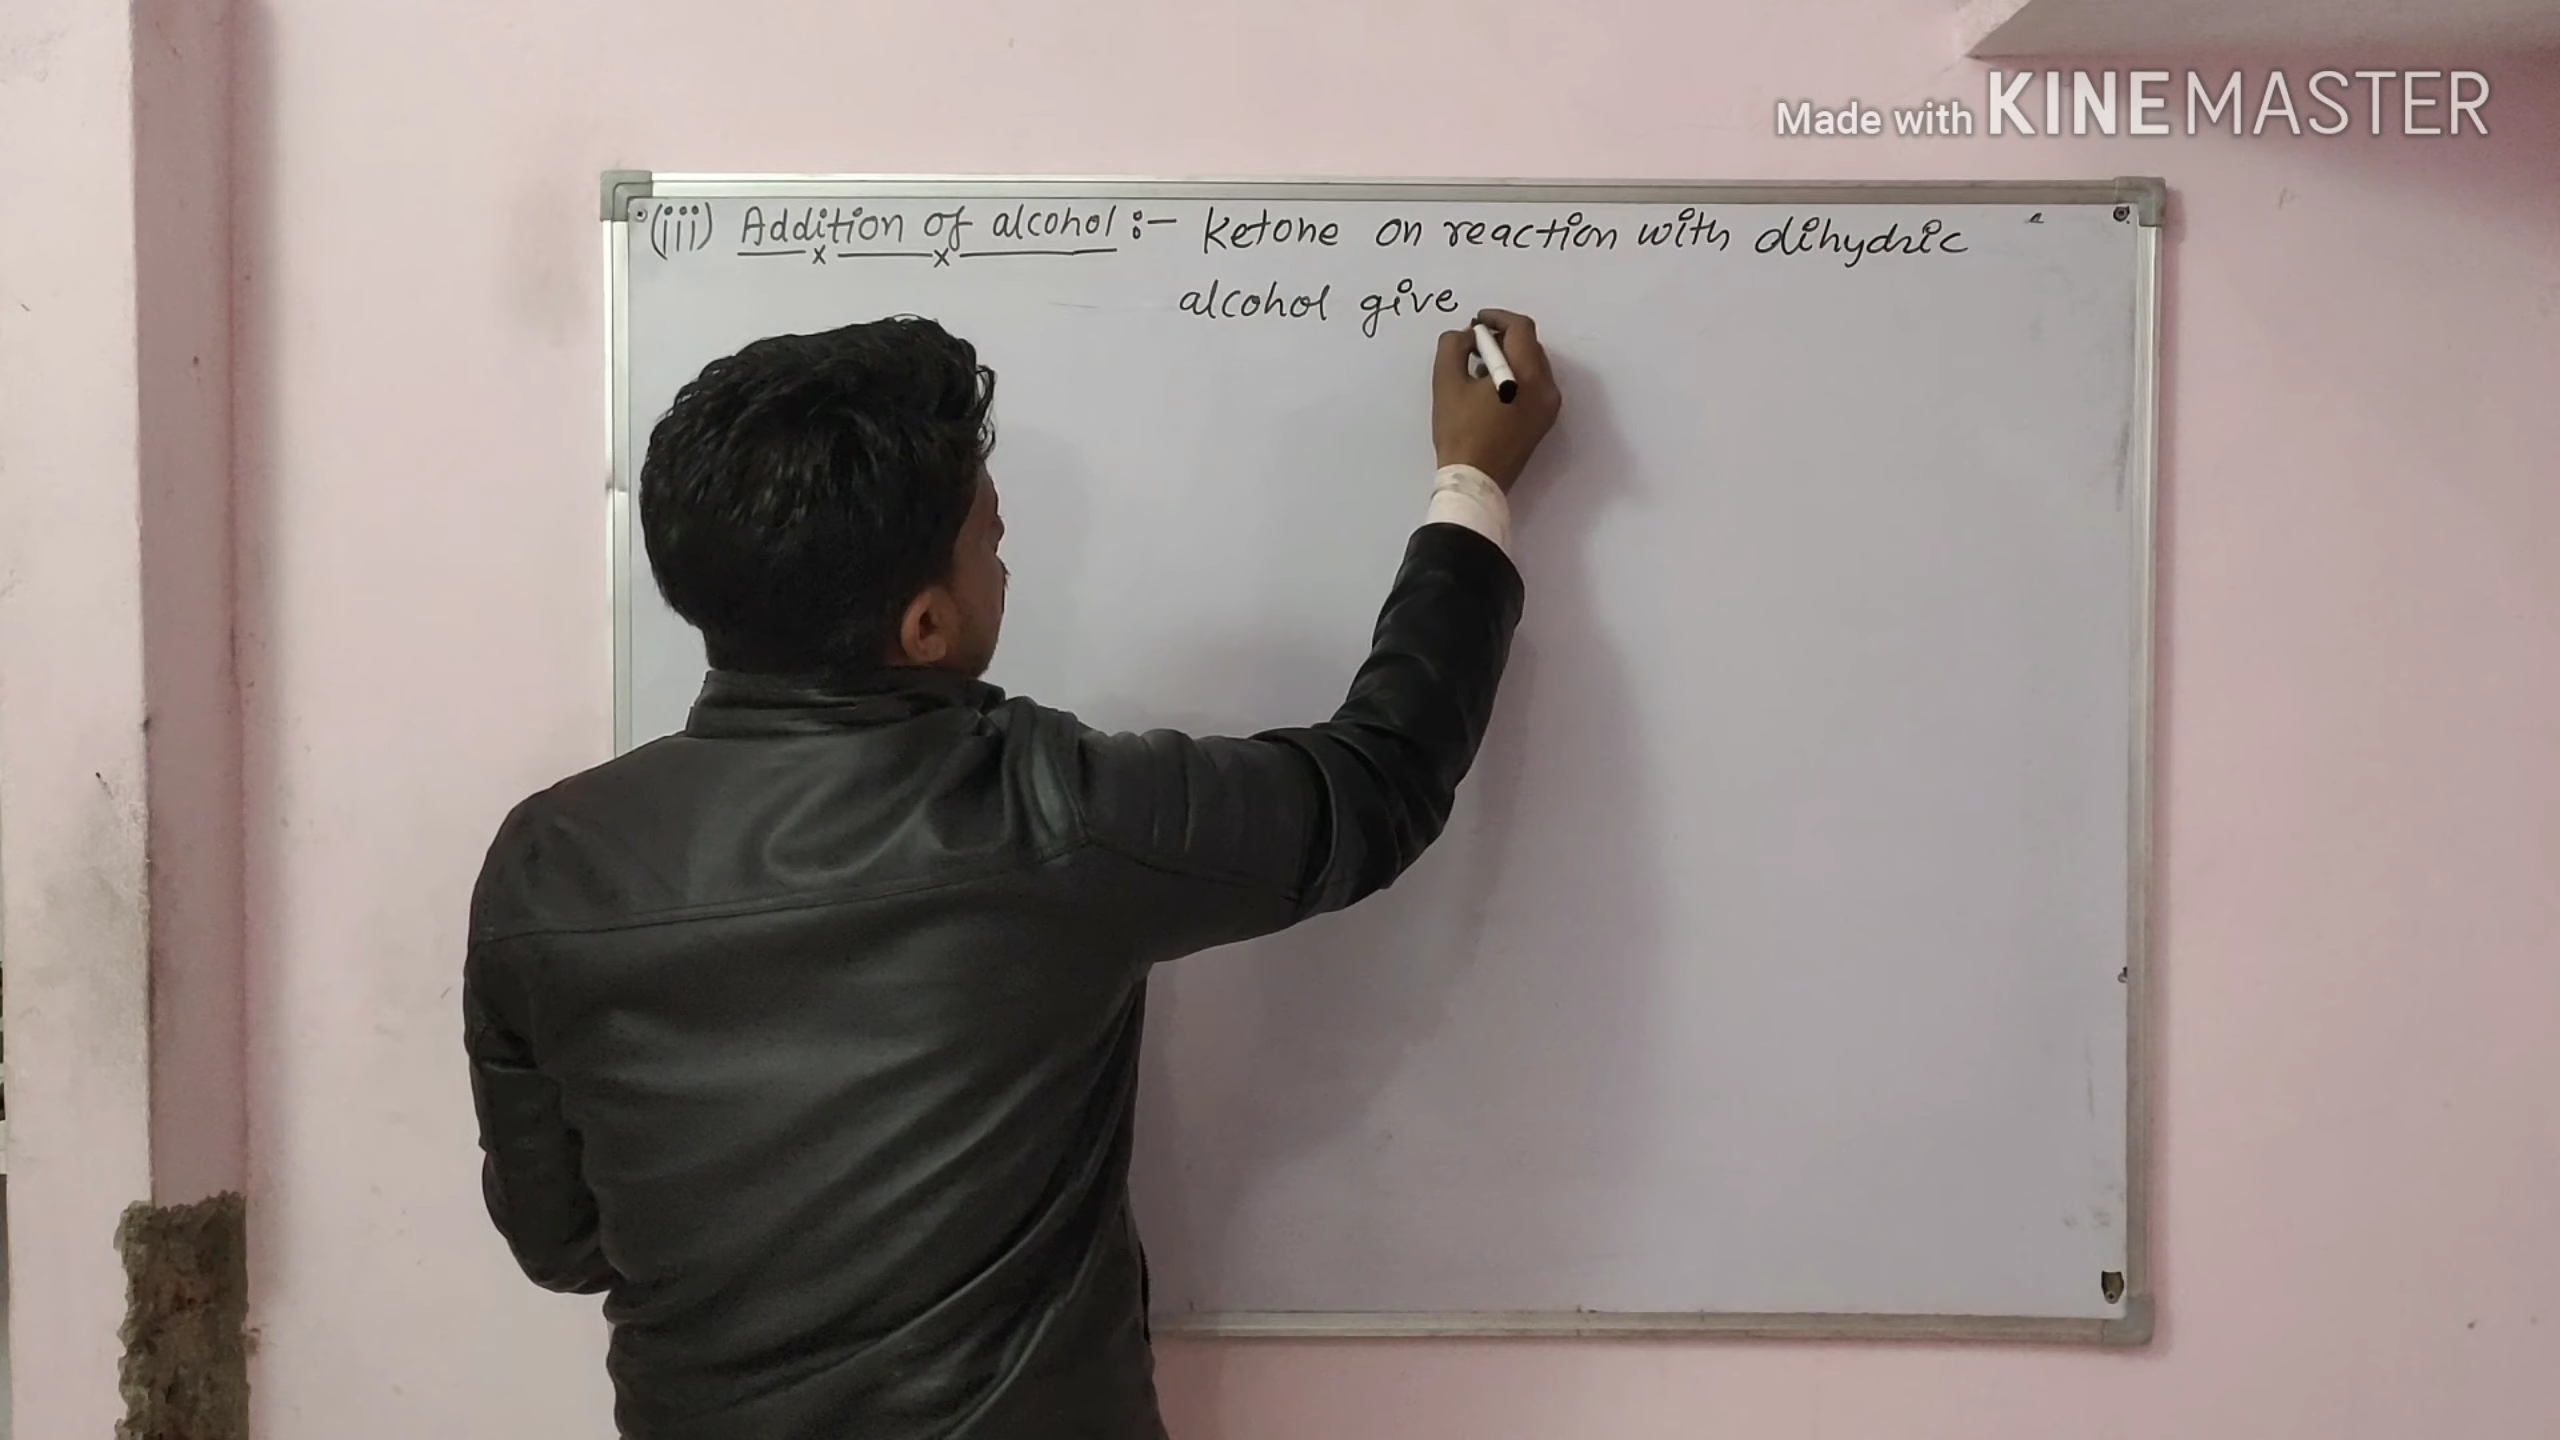 Made with KINEMASTER
(iii) Addition of alcohol :- Ketone on reaction with dihydric
alcohol give